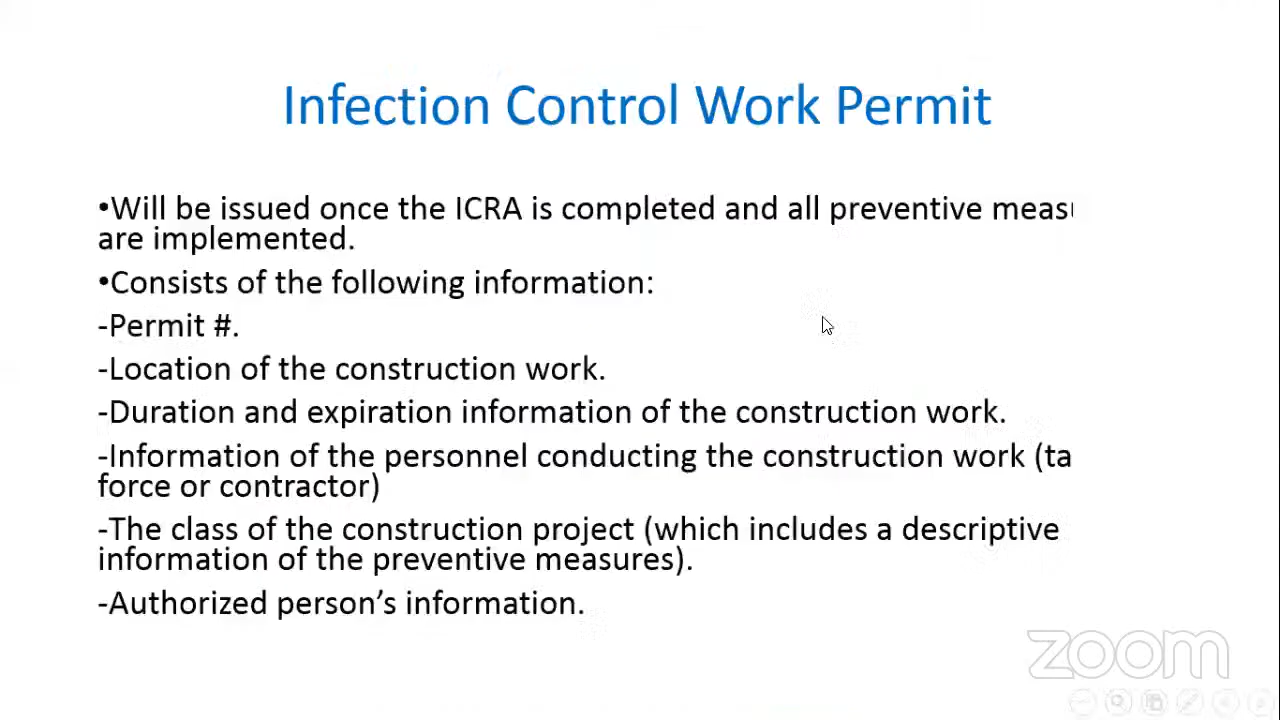 Infection Control Work Permit
•Will be issued once the ICRA is completed and all preventive
are implemented.
•Consists of the following information:
-Permit #.
-Location of the construction work.
-Duration and expiration information of the construction work.
-Information of the personnel conducting the construction work (ta
force or contractor)
-The class of the construction project (which includes a descriptive
information of the preventive measures).
-Authorized person's information.
zoom